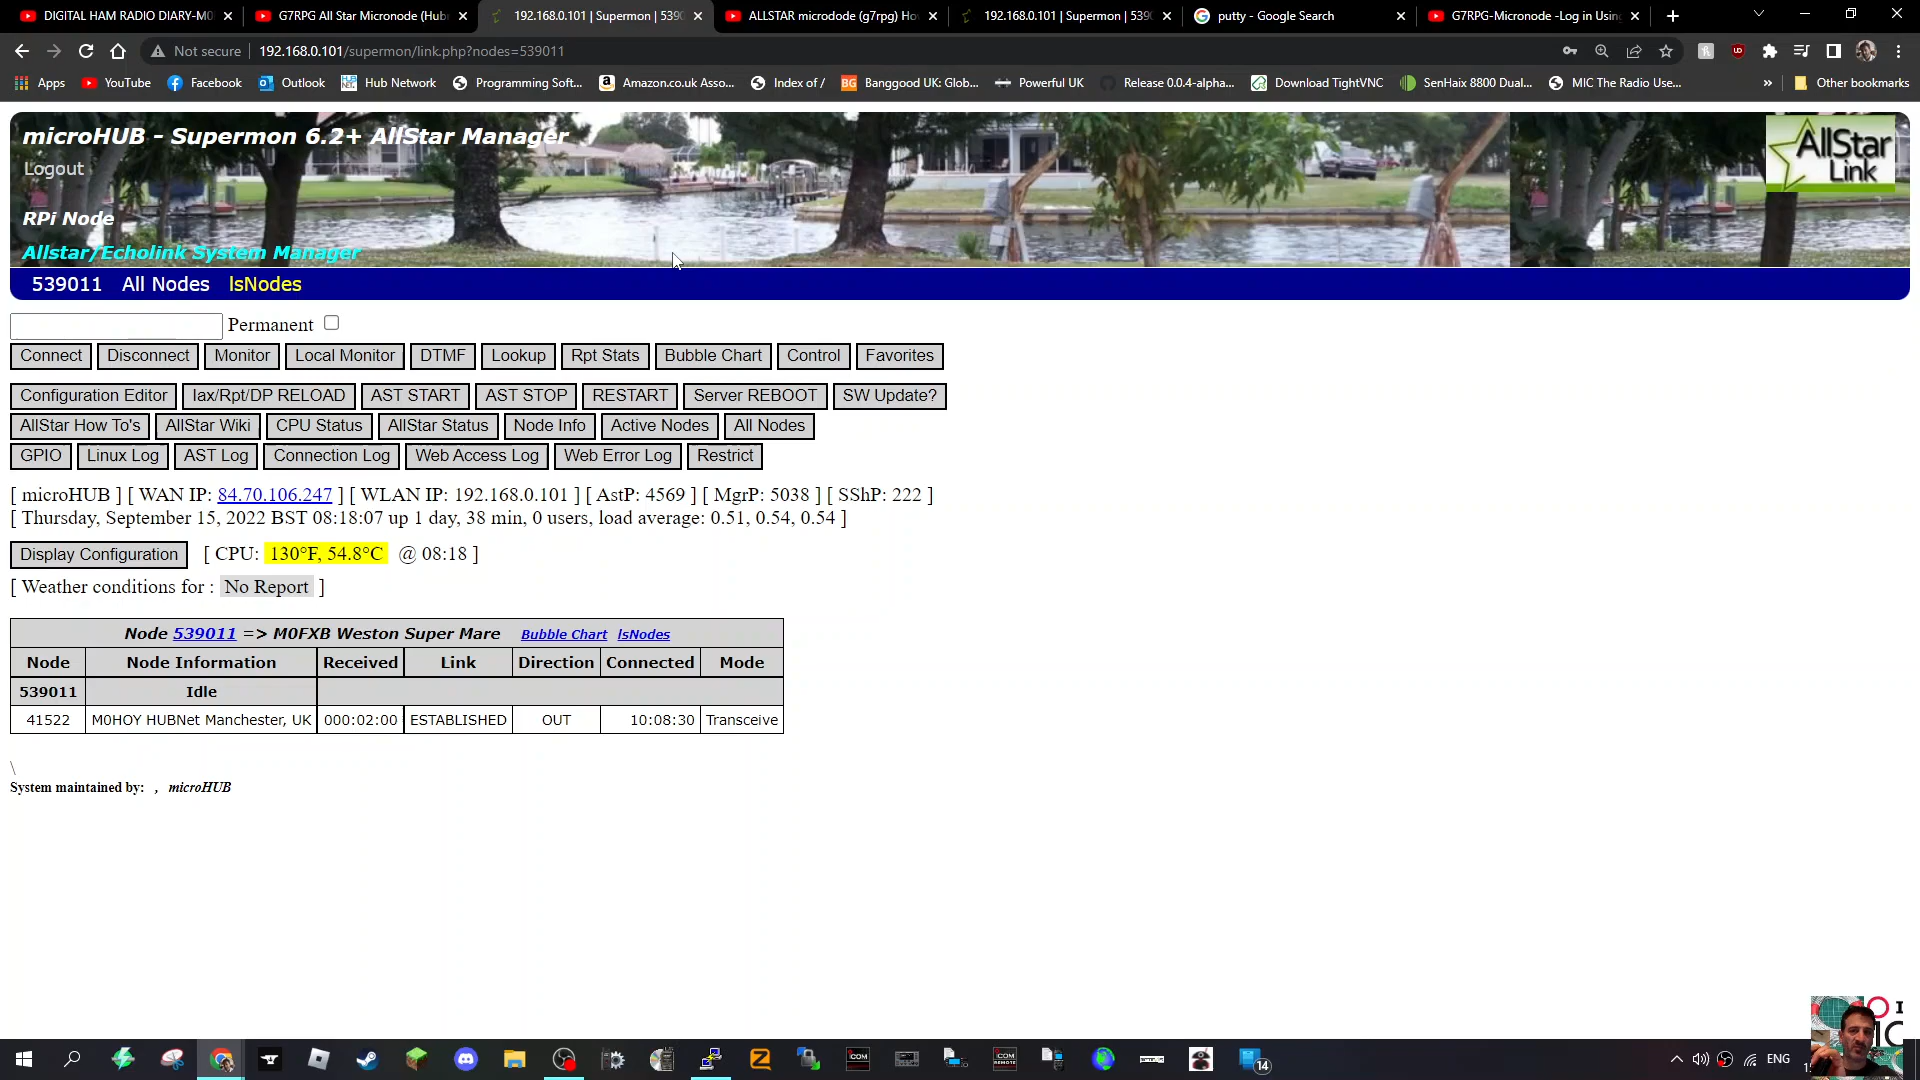 DIGITAL HAM RADIO DIARY-M0
G7RPG All Star Micronode (Hub
192.168.0.101 | Supermon | 539
ALLSTAR microdode (g7rpg) Ho
192.168.0.101 | Supermon | 539
putty - Google Search
G7RPG-Micronode -Log in Usin
Not secure
192.168.0.101/supermon/link.php?nodes=539011
Apps
YouTube
Facebook
Outlook
Hub Network
Programming Soft...
Amazon.co.uk Asso...
Index of /
Banggood UK: Glob...
Powerful UK
Release 0.0.4-alpha...
Download TightVNC
SenHaix 8800 Dual...
MIC The Radio Use...
»
Other bookmarks
microHUB - Supermon 6.2+ AllStar Manager
Logout
AllStar
Link
RPi Node
Allstar/Echolink System Manager
539011 All Nodes lsNodes
Permanent
Connect Disconnect Monitor Local Monitor DTMF Lookup Rpt Stats Bubble Chart Control Favorites
Configuration Editor Iax/Rpt/DP RELOAD AST START AST STOP RESTART Server REBOOT SW Update?
AllStar How To's AllStar Wiki CPU Status AllStar Status Node Info Active Nodes All Nodes
GPIO Linux Log AST Log Connection Log Web Access Log Web Error Log Restrict
[ microHUB ] [ WAN IP: 84.70.106.247 ] [ WLAN IP: 192.168.0.101 ] [ AstP: 4569 ] [ MgrP: 5038 ] [ SShP: 222 ]
[ Thursday, September 15, 2022 BST 08:18:07 up 1 day, 38 min, 0 users, load average: 0.51, 0.54, 0.54 ]
Display Configuration [ CPU: 130°F, 54.8°C @ 08:18 ]
[ Weather conditions for : No Report ]
Node 539011 => M0FXB Weston Super Mare Bubble Chart lsNodes
Node Node Information Received Link Direction Connected Mode
539011 Idle
41522 M0HOY HUBNet Manchester, UK 000:02:00 ESTABLISHED OUT 10:08:30 Transceive
\
System maintained by: , microHUB
ENG
14